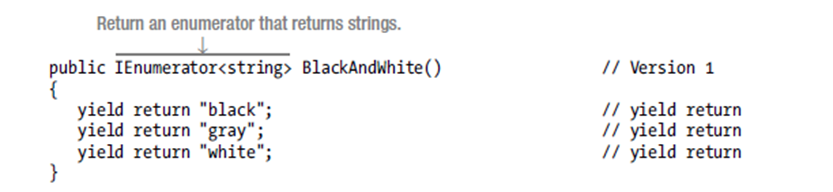 Return an enumerator that returns strings.
public IEnumerator<string> BlackAndWhite() // Version 1
{
yield return "black"; // yield return
yield return "gray"; // yield return
yield return "white"; // yield return
}